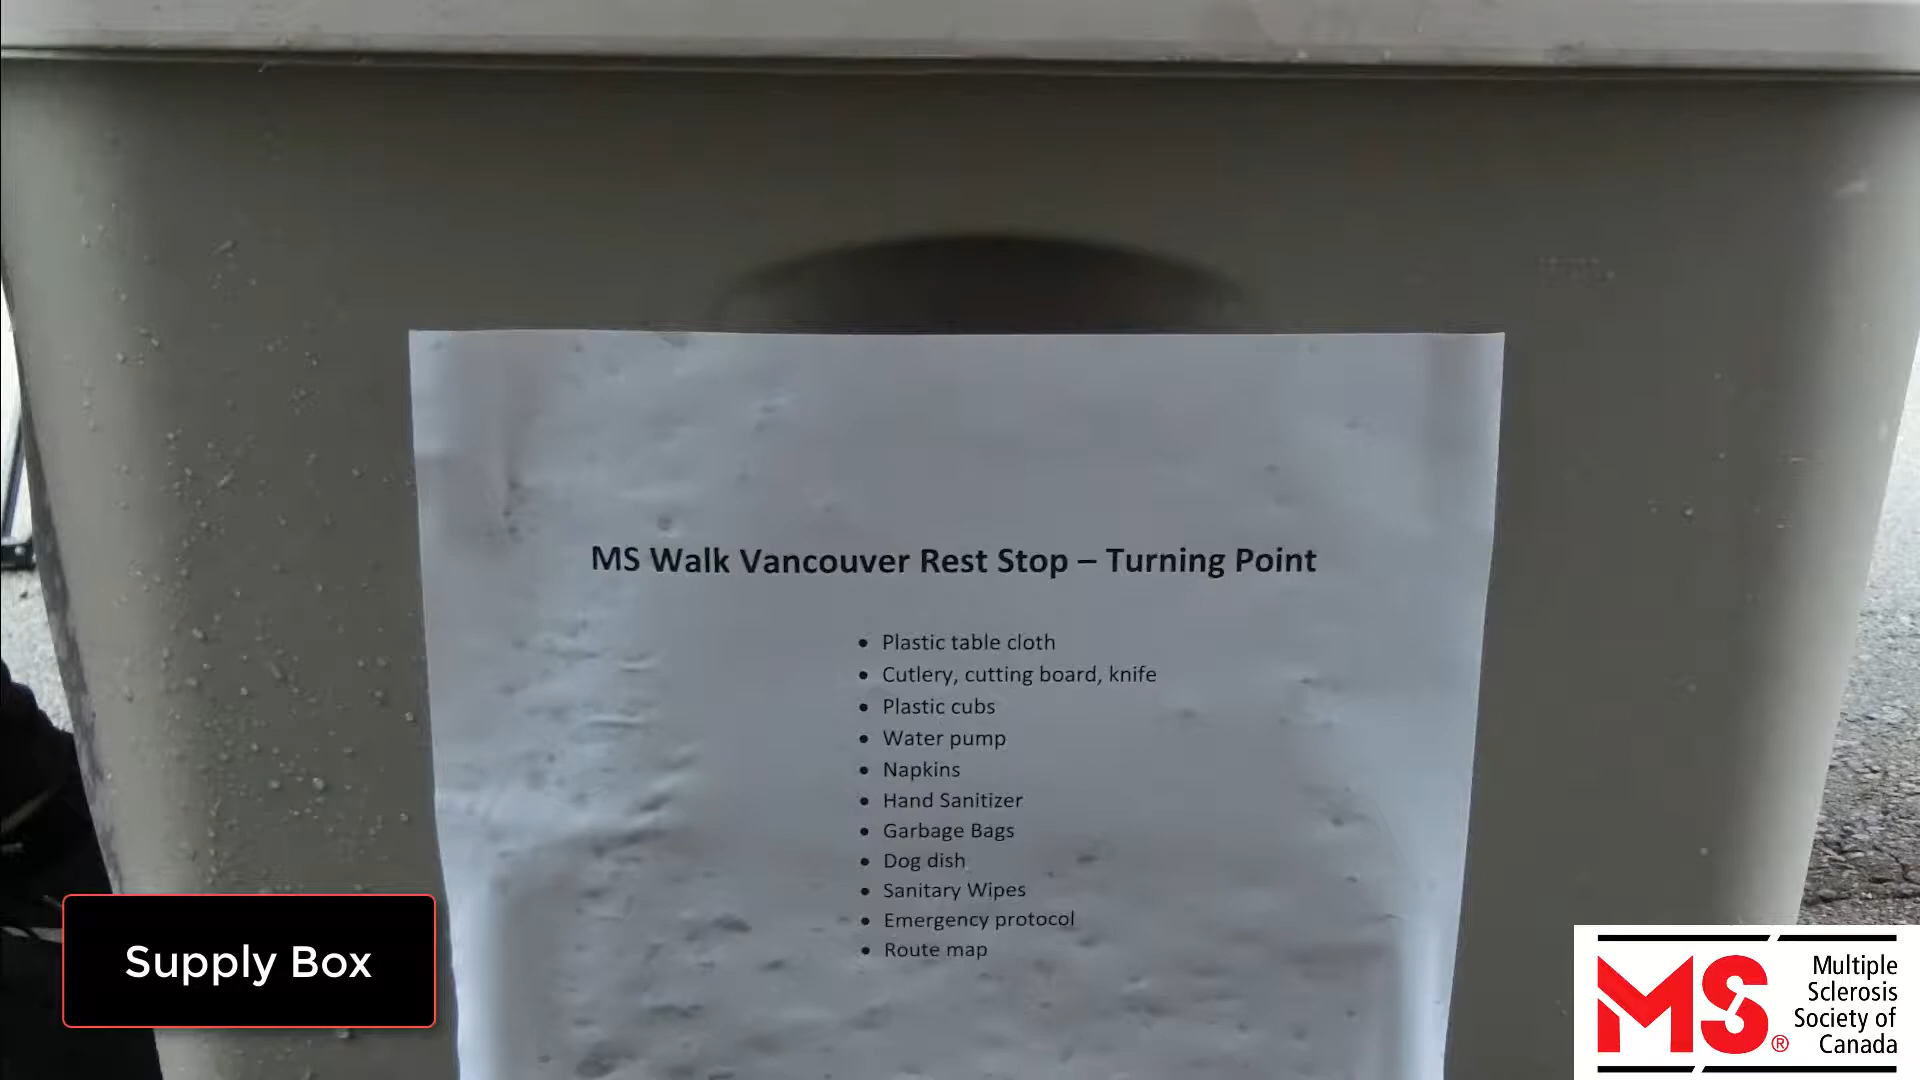 MS Walk Vancouver Rest Stop – Turning Point
• Plastic table cloth
• Cutlery, cutting board, knife
• Plastic cubs
• Water pump
• Napkins
• Hand Sanitizer
• Garbage Bags
• Dog dish
• Sanitary Wipes
• Emergency protocol
• Route map
Supply Box
MS®
Multiple
Sclerosis
Society of
Canada